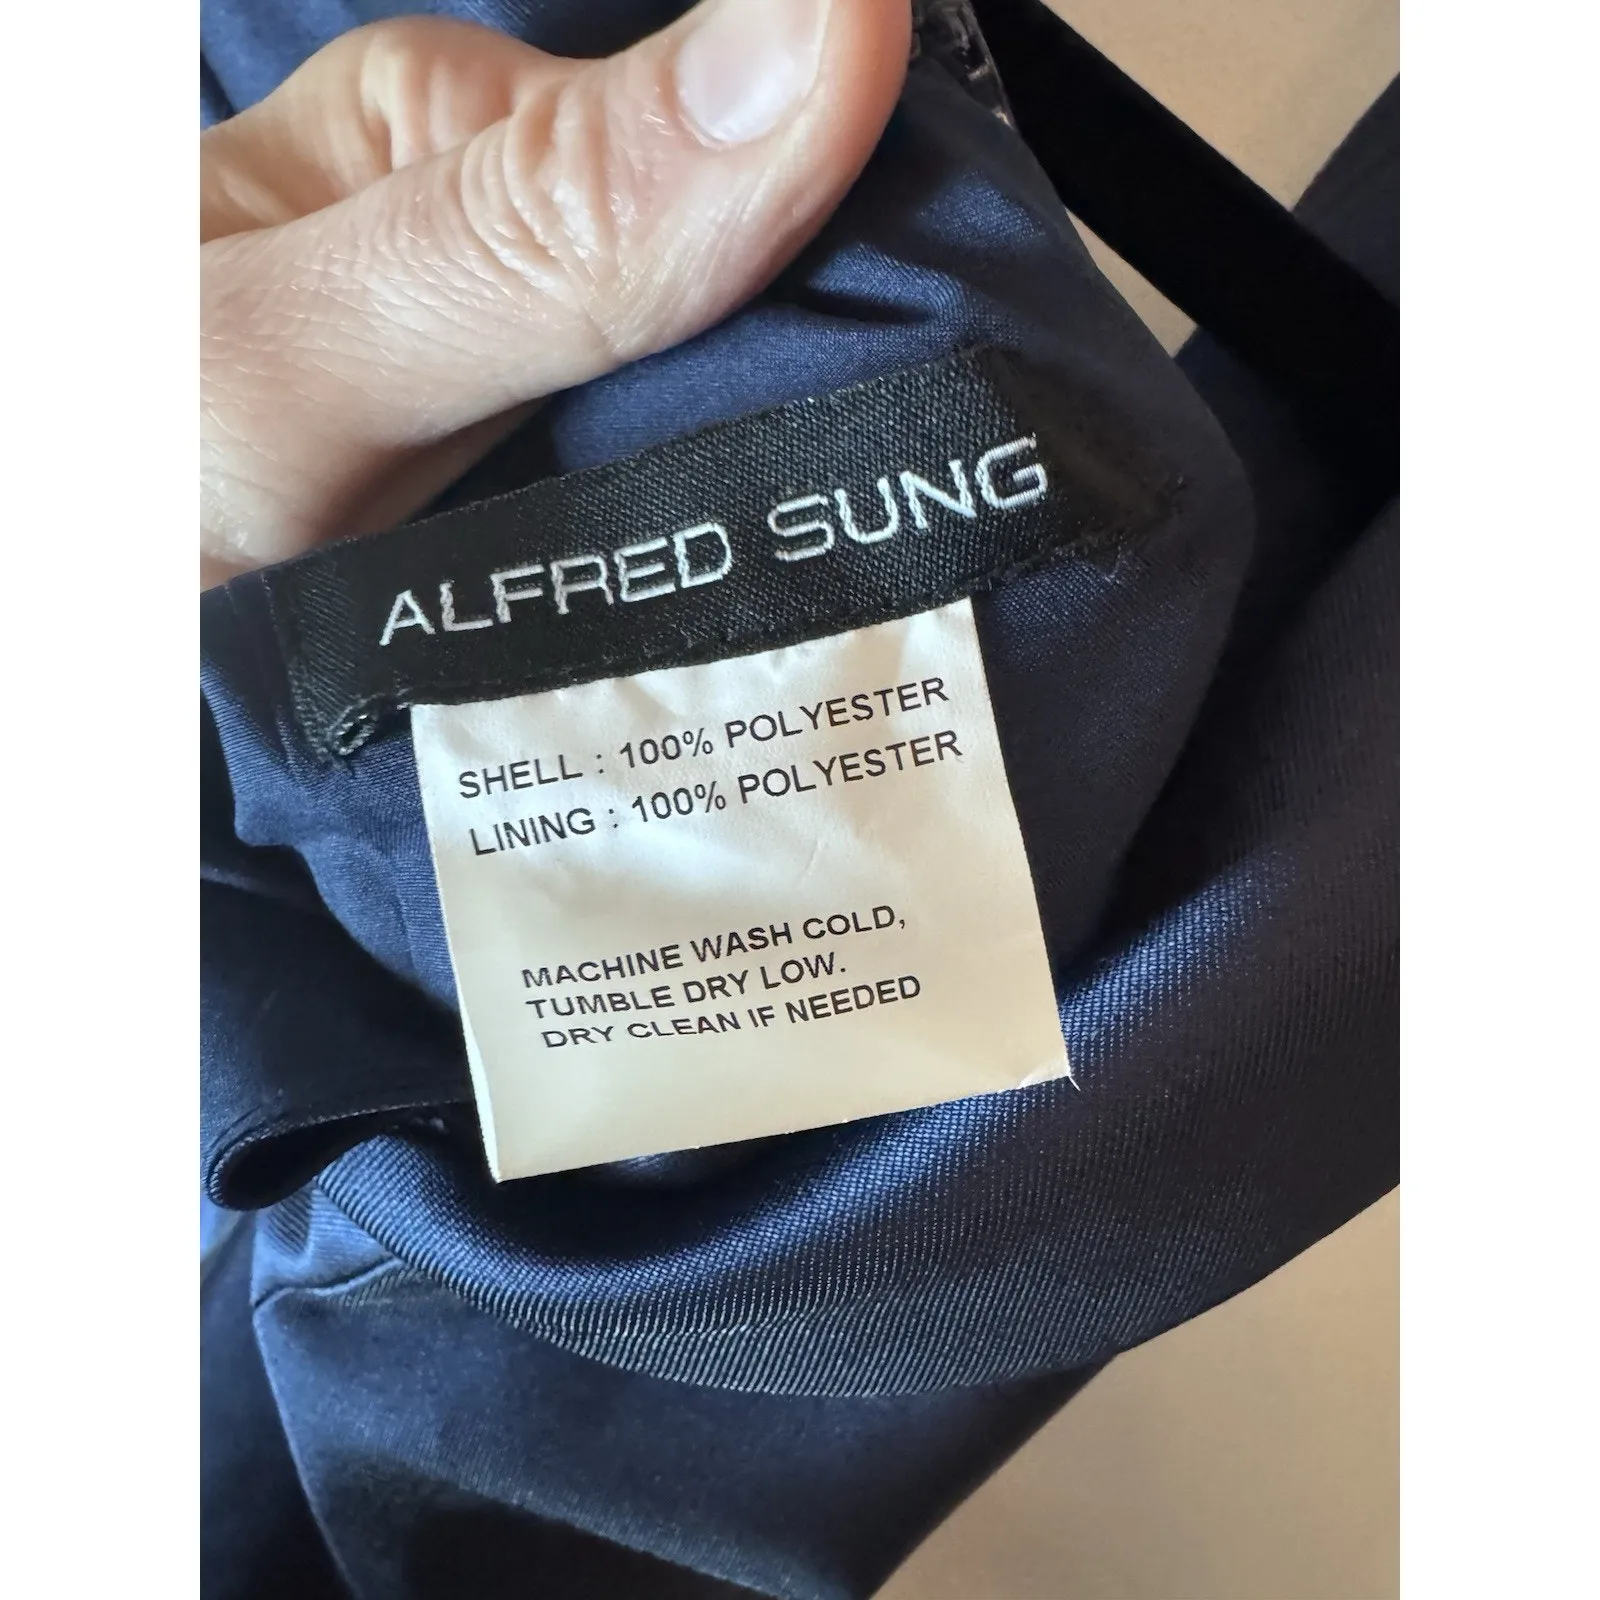 ALFRED SUNG
SHELL : 100% POLYESTER
LINING : 100% POLYESTER
MACHINE WASH COLD,
TUMBLE DRY LOW.
DRY CLEAN IF NEEDED